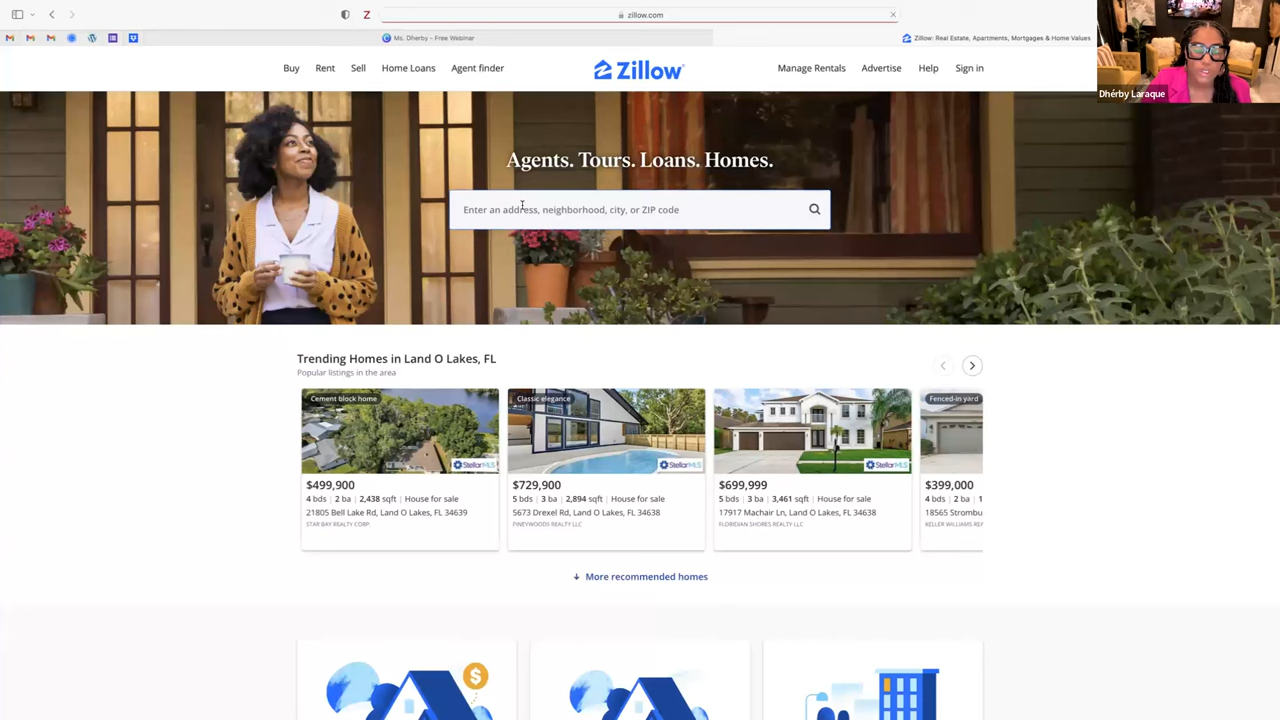 zillow.com
Ms. Dherby – Free Webinar
Zillow: Real Estate, Apartments, Mortgages & Home Values
Dhérby Laraque
Buy Rent Sell Home Loans Agent finder Zillow Manage Rentals Advertise Help Sign in
Agents. Tours. Loans. Homes.
Enter an address, neighborhood, city, or ZIP code
Trending Homes in Land O Lakes, FL
Popular listings in the area
Cement block home
StellarMLS
$499,900
4 bds | 2 ba | 2,438 sqft | House for sale
21805 Bell Lake Rd, Land O Lakes, FL 34639
STAR BAY REALTY CORP.
Classic elegance
StellarMLS
$729,900
5 bds | 3 ba | 2,894 sqft | House for sale
5673 Drexel Rd, Land O Lakes, FL 34638
PINEYWOODS REALTY LLC
StellarMLS
$699,999
5 bds | 3 ba | 3,461 sqft | House for sale
17917 Machair Ln, Land O Lakes, FL 34638
FLORIDIAN SHORES REALTY LLC
Fenced-in yard
$399,000
4 bds | 2 ba | 1
18565 Strombu
KELLER WILLIAMS REA
More recommended homes